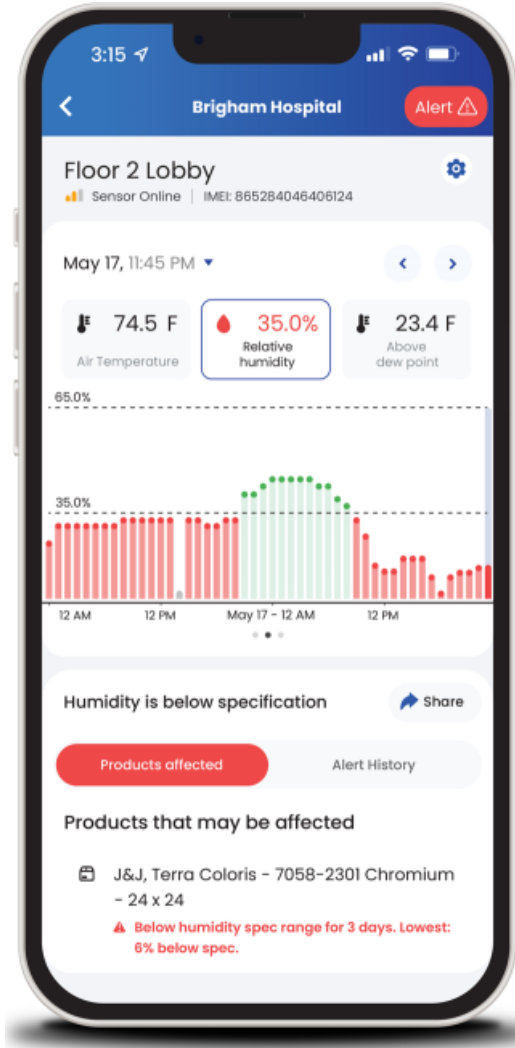 3:15
Brigham Hospital
Alert
Floor 2 Lobby
Sensor Online | IMEI: 865284046406124
May 17, 11:45 PM
74.5 F
Air Temperature
35.0%
Relative
humidity
23.4 F
Above
dew point
65.0%
35.0%
12 AM 12 PM May 17 - 12 AM 12 PM
Humidity is below specification
Share
Products affected
Alert History
Products that may be affected
J&J, Terra Coloris - 7058-2301 Chromium
- 24 x 24
Below humidity spec range for 3 days. Lowest:
6% below spec.